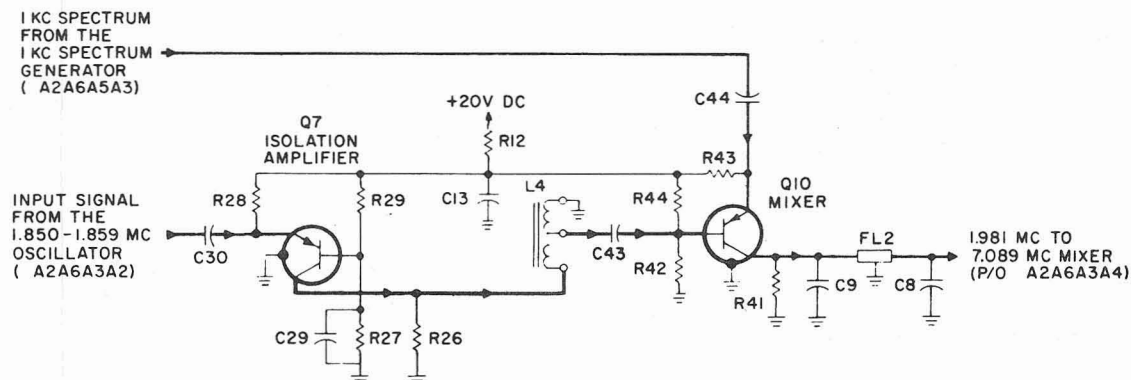 1 KC SPECTRUM
FROM THE
1 KC SPECTRUM
GENERATOR
( A2A6A5A3)
C44
+20V DC
Q7
ISOLATION
AMPLIFIER
R12
R43
Q10
MIXER
R28
R29
C13
L4
R44
INPUT SIGNAL
FROM THE
1.850-1.859 MC
OSCILLATOR
( A2A6A3A2)
C30
C43
R42
FL2
1.981 MC TO
7.089 MC MIXER
(P/O A2A6A3A4)
R41
C9
C8
C29
R27
R26